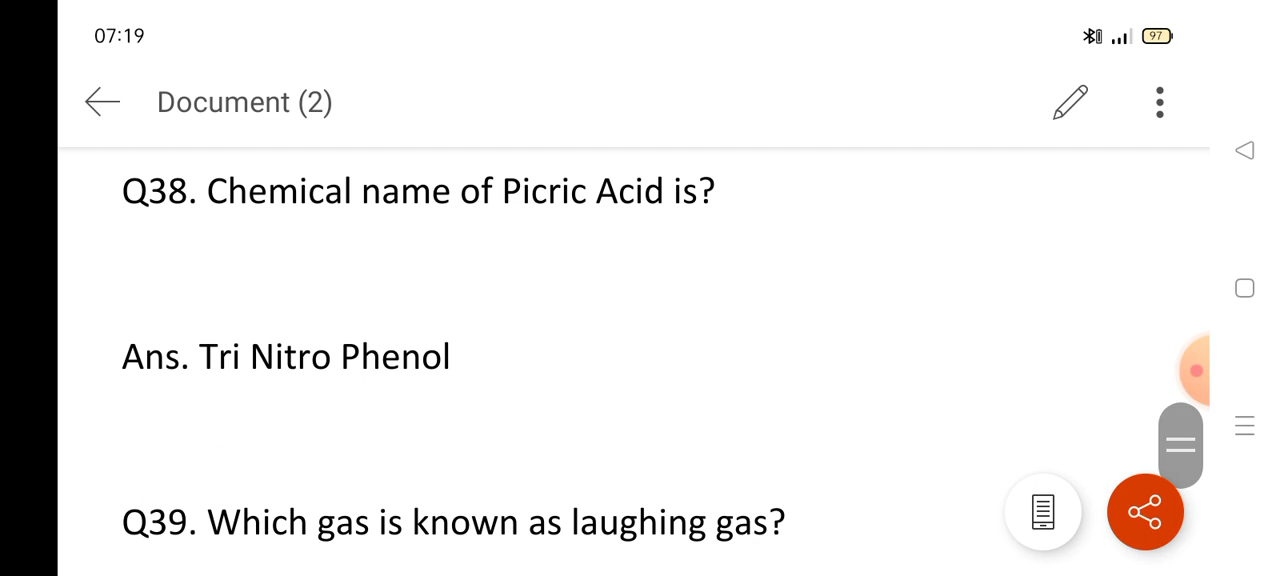 07:19
97
Document (2)
Q38. Chemical name of Picric Acid is?
Ans. Tri Nitro Phenol
Q39. Which gas is known as laughing gas?